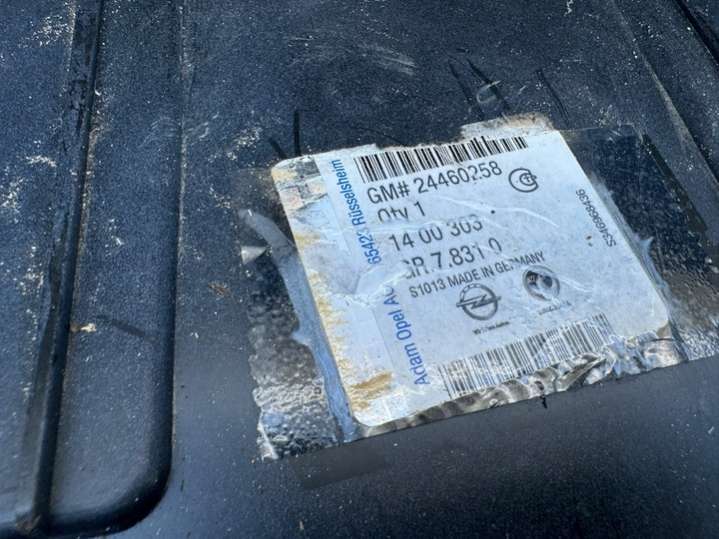 GM# 24460258
Qty 1
14 00 303
GR.7.831 0
S1013 MADE IN GERMANY
Adam Opel AG
65423 Rüsselsheim